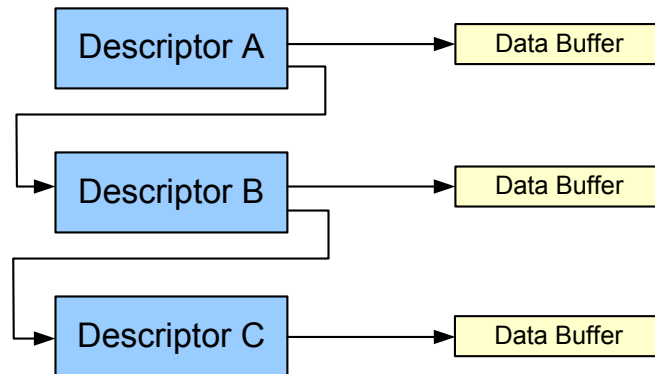 Descriptor A
Data Buffer
Descriptor B
Data Buffer
Descriptor C
Data Buffer